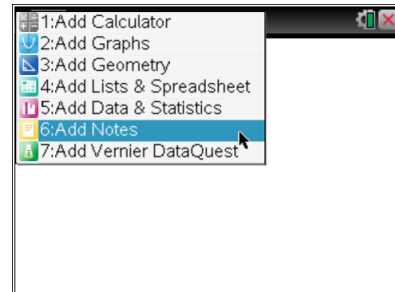 1:Add Calculator
2:Add Graphs
3:Add Geometry
4:Add Lists & Spreadsheet
5:Add Data & Statistics
6:Add Notes
7:Add Vernier DataQuest